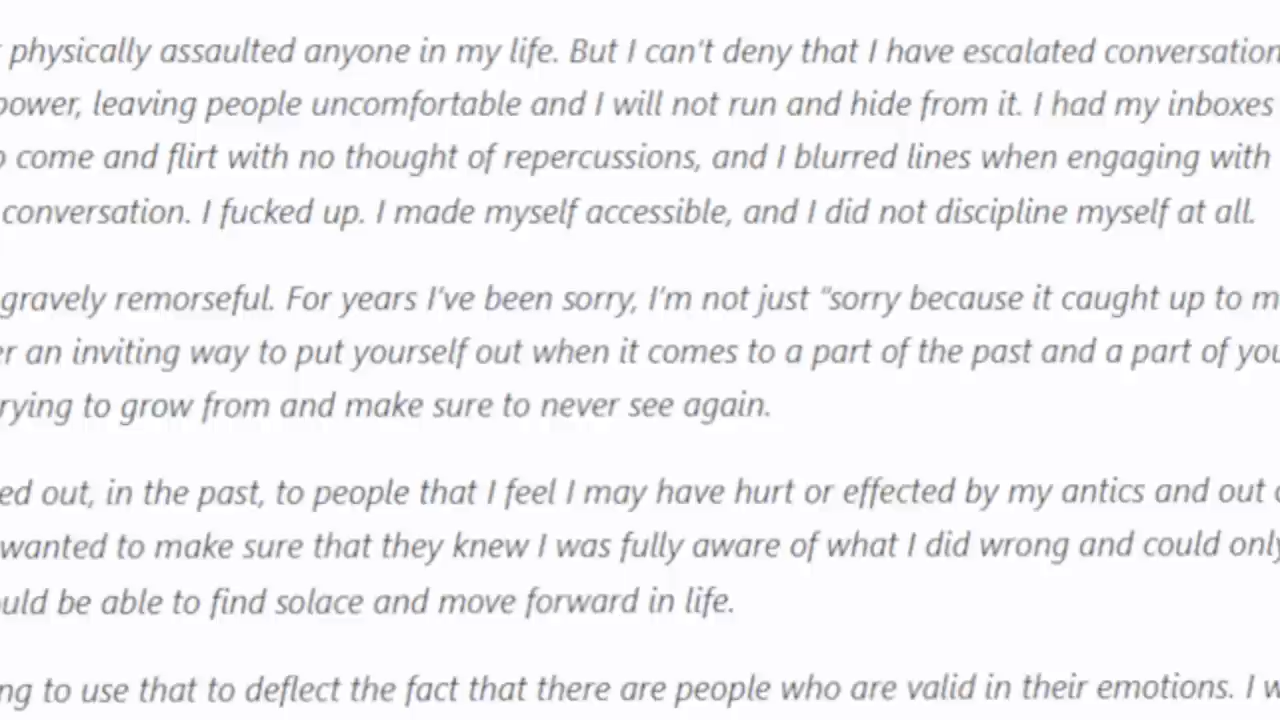 physically assaulted anyone in my life. But I can't deny that I have escalated conversation
power, leaving people uncomfortable and I will not run and hide from it. I had my inboxes
come and flirt with no thought of repercussions, and I blurred lines when engaging with
conversation. I fucked up. I made myself accessible, and I did not discipline myself at all.
gravely remorseful. For years I've been sorry, I'm not just "sorry because it caught up to m
er an inviting way to put yourself out when it comes to a part of the past and a part of you
rying to grow from and make sure to never see again.
ed out, in the past, to people that I feel I may have hurt or effected by my antics and out
wanted to make sure that they knew I was fully aware of what I did wrong and could only
uld be able to find solace and move forward in life.
ng to use that to deflect the fact that there are people who are valid in their emotions. I w